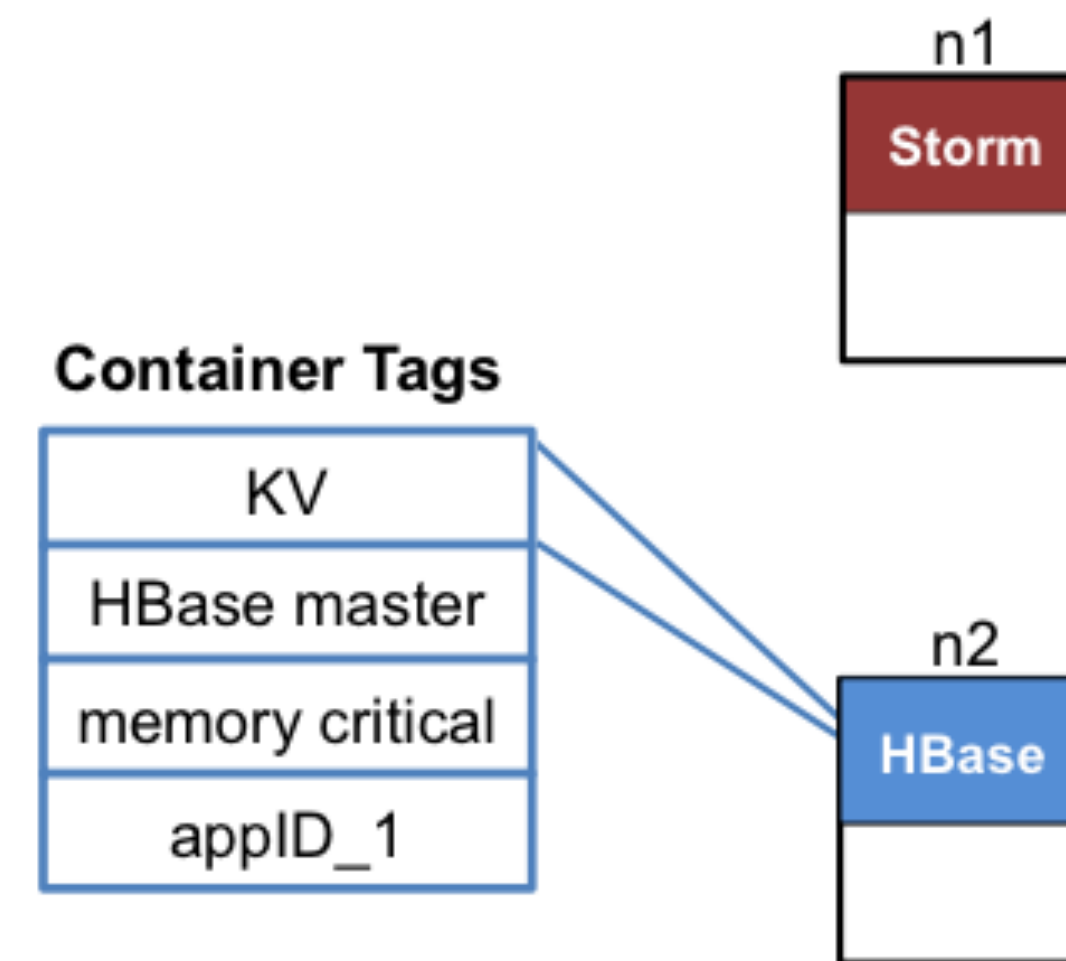 n1
Storm
Container Tags
KV
HBase master
memory critical
appID_1
n2
HBase